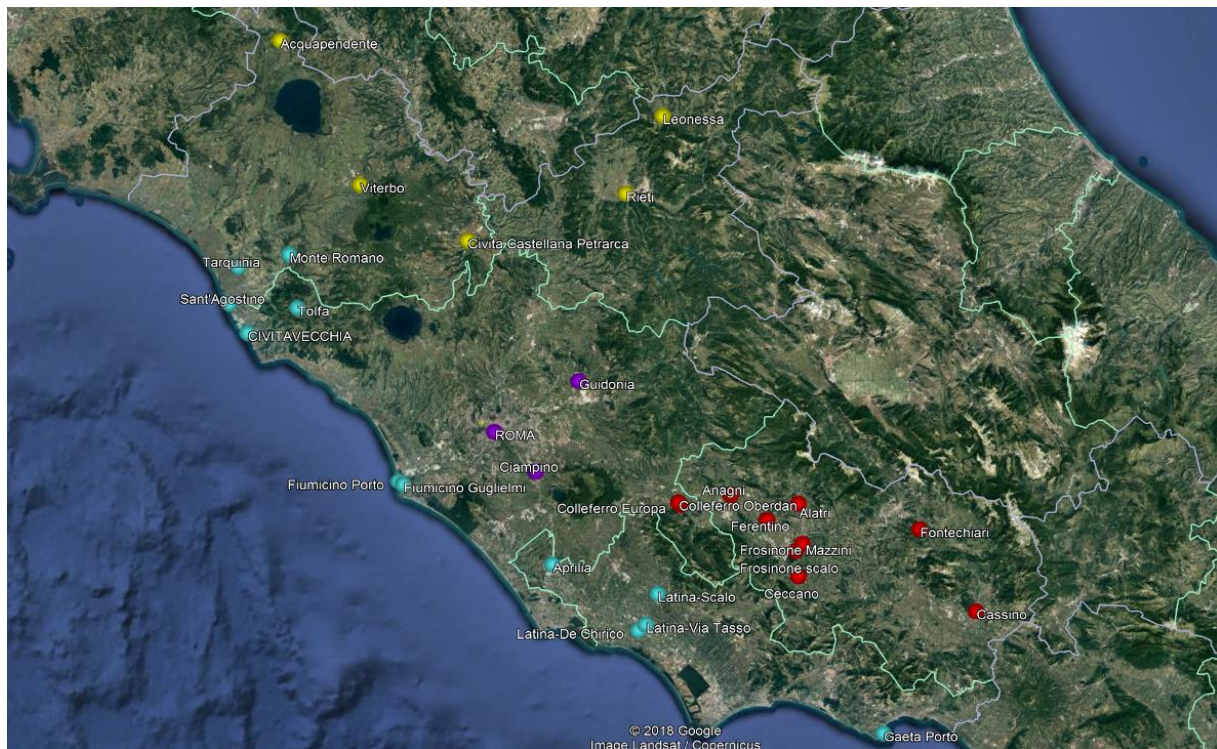 Acquapendente
Leonessa
Viterbo
Rieti
Civita Castellana Petrarca
Monte Romano
Tarquinia
Sant'Agostino
Tolfa
CIVITAVECCHIA
Guidonia
ROMA
Ciampino
Fiumicino Porto
Fiumicino Guglielmi
Anagni
Colleferro Oberdan
Colleferro Europa
Alatri
Ferentino
Fontechiari
Frosinone Mazzini
Frosinone scalo
Aprilia
Ceccano
Latina-Scalo
Cassino
Latina-Via Tasso
Latina-De Chirico
© 2018 Google
Gaeta Porto
Image Landsat / Copernicus